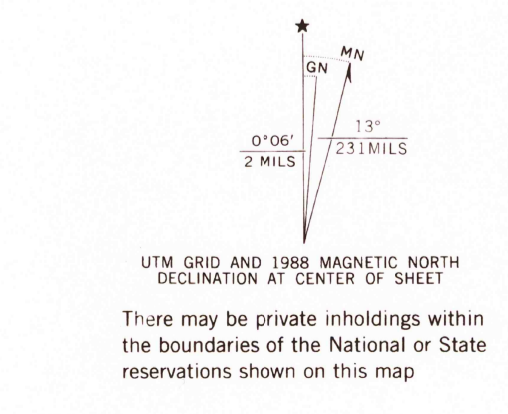 MN
GN
0°06′
2 MILS
13°
231 MILS
UTM GRID AND 1988 MAGNETIC NORTH
DECLINATION AT CENTER OF SHEET
There may be private inholdings within
the boundaries of the National or State
reservations shown on this map